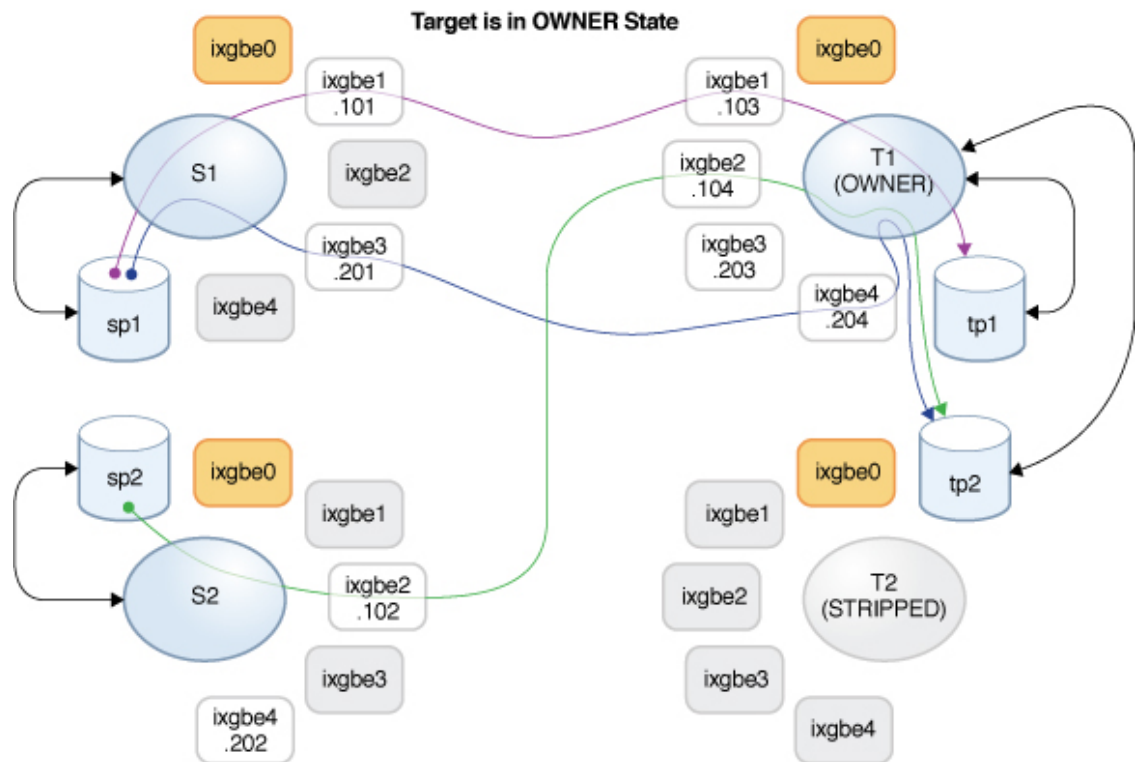 Target is in OWNER State
ixgbe0
ixgbe1
.101
S1
ixgbe2
ixgbe3
.201
sp1
ixgbe4
ixgbe0
ixgbe1
.103
ixgbe2
.104
T1
(OWNER)
ixgbe3
.203
ixgbe4
.204
tp1
sp2
ixgbe0
ixgbe1
S2
ixgbe2
.102
ixgbe3
ixgbe4
.202
ixgbe0
tp2
ixgbe1
ixgbe2
T2
(STRIPPED)
ixgbe3
ixgbe4